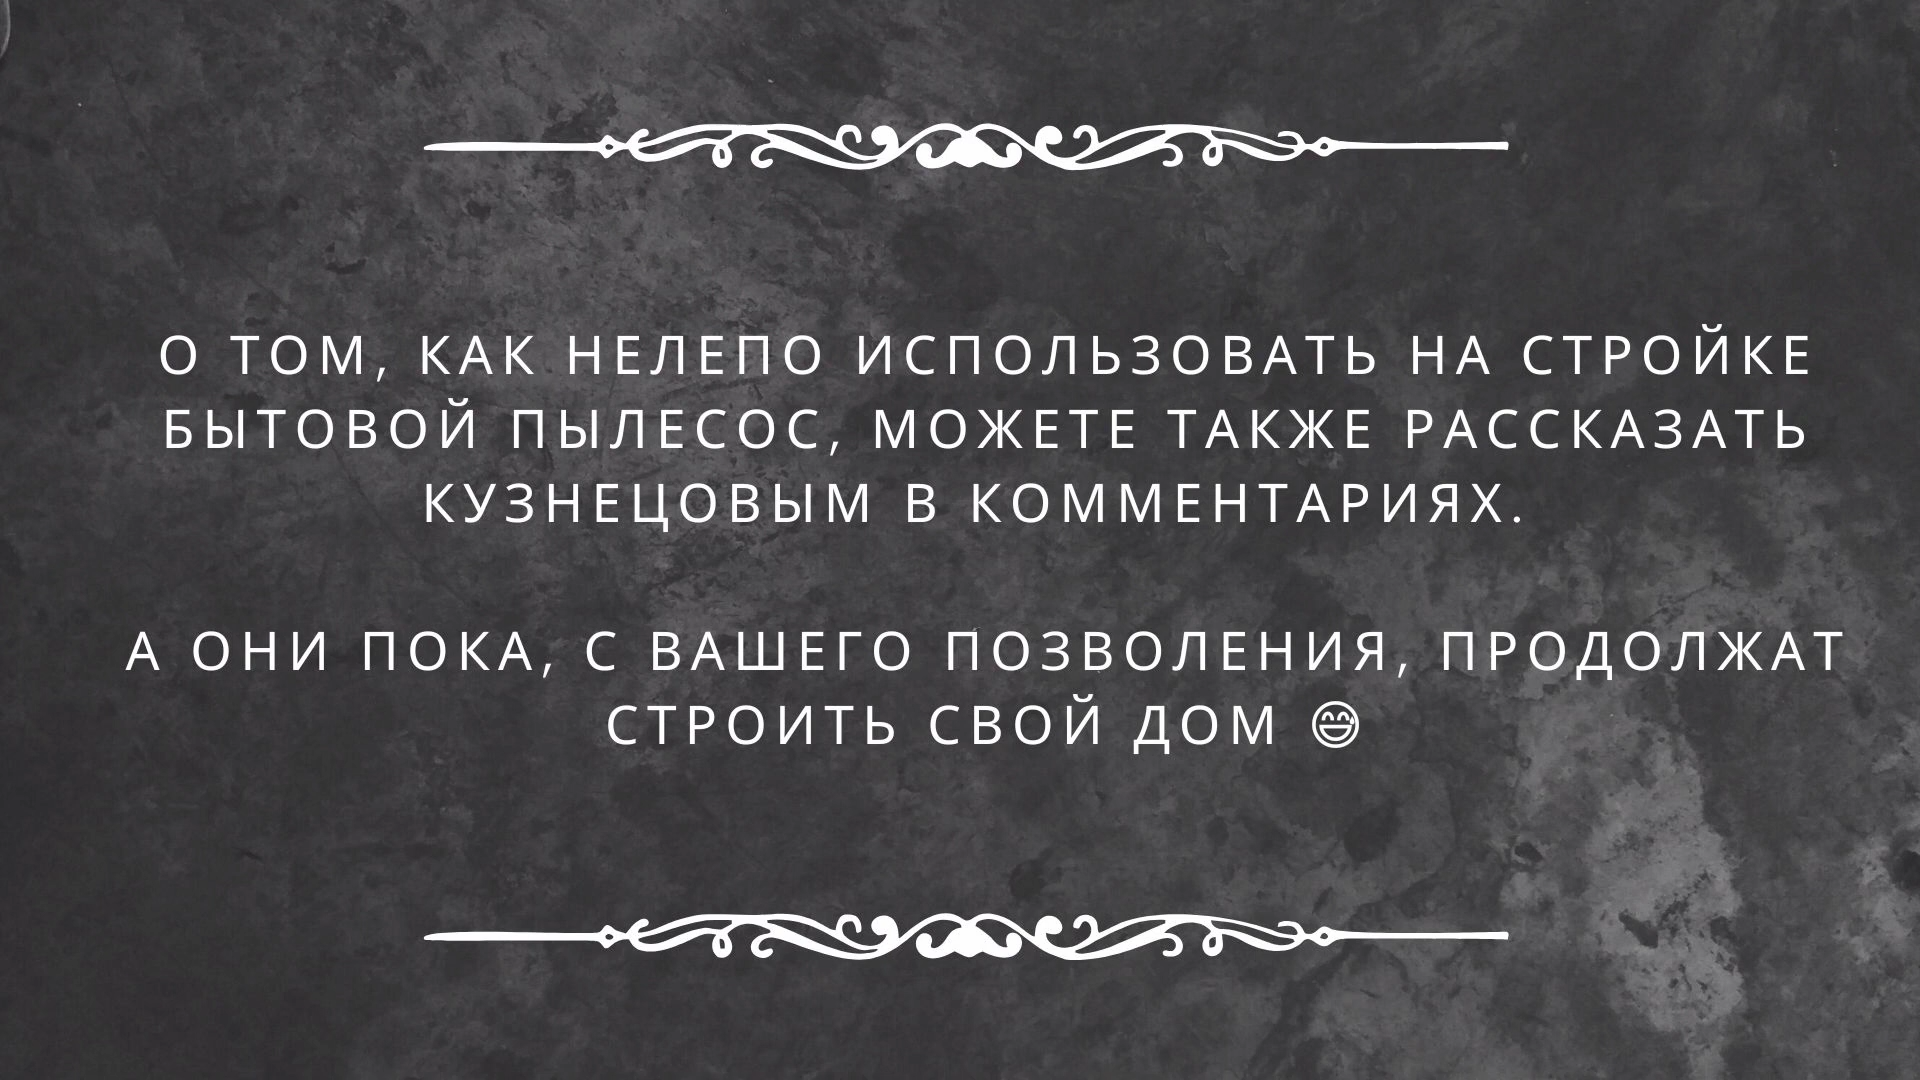 О ТОМ, КАК НЕЛЕПО ИСПОЛЬЗОВАТЬ НА СТРОЙКЕ
БЫТОВОЙ ПЫЛЕСОС, МОЖЕТЕ ТАКЖЕ РАССКАЗАТЬ
КУЗНЕЦОВЫМ В КОММЕНТАРИЯХ.
А ОНИ ПОКА, С ВАШЕГО ПОЗВОЛЕНИЯ, ПРОДОЛЖАТ
СТРОИТЬ СВОЙ ДОМ 😅